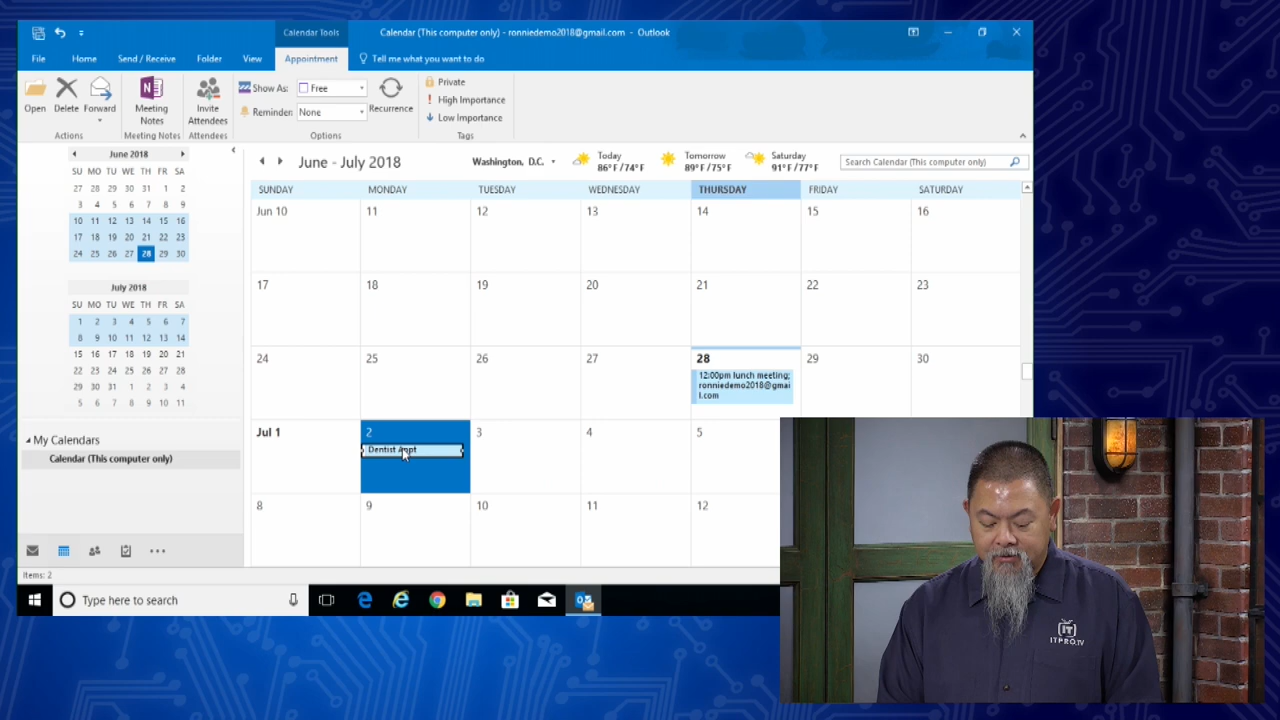 Calendar Tools
Calendar (This computer only) - ronniedemo2018@gmail.com - Outlook
File Home Send / Receive Folder View Appointment Tell me what you want to do
Open Delete Forward
Actions
Meeting Notes
Meeting Notes
Invite Attendees
Attendees
Show As: Free
Reminder: None
Recurrence
Options
Private
High Importance
Low Importance
Tags
June 2018
SU MO TU WE TH FR SA
27 28 29 30 31 1 2
3 4 5 6 7 8 9
10 11 12 13 14 15 16
17 18 19 20 21 22 23
24 25 26 27 28 29 30
July 2018
SU MO TU WE TH FR SA
1 2 3 4 5 6 7
8 9 10 11 12 13 14
15 16 17 18 19 20 21
22 23 24 25 26 27 28
29 30 31 1 2 3 4
5 6 7 8 9 10 11
My Calendars
Calendar (This computer only)
June - July 2018
Washington, D.C.
Today
86°F/74°F
Tomorrow
89°F/75°F
Saturday
91°F/77°F
Search Calendar (This computer only)
SUNDAY MONDAY TUESDAY WEDNESDAY THURSDAY FRIDAY SATURDAY
Jun 10 11 12 13 14 15 16
17 18 19 20 21 22 23
24 25 26 27 28 29 30
12:00pm lunch meeting;
ronniedemo2018@gmai
l.com
Jul 1 2 3 4 5
Dentist Appt
8 9 10 11 12
Items: 2
Type here to search
IT
ITPRO.TV